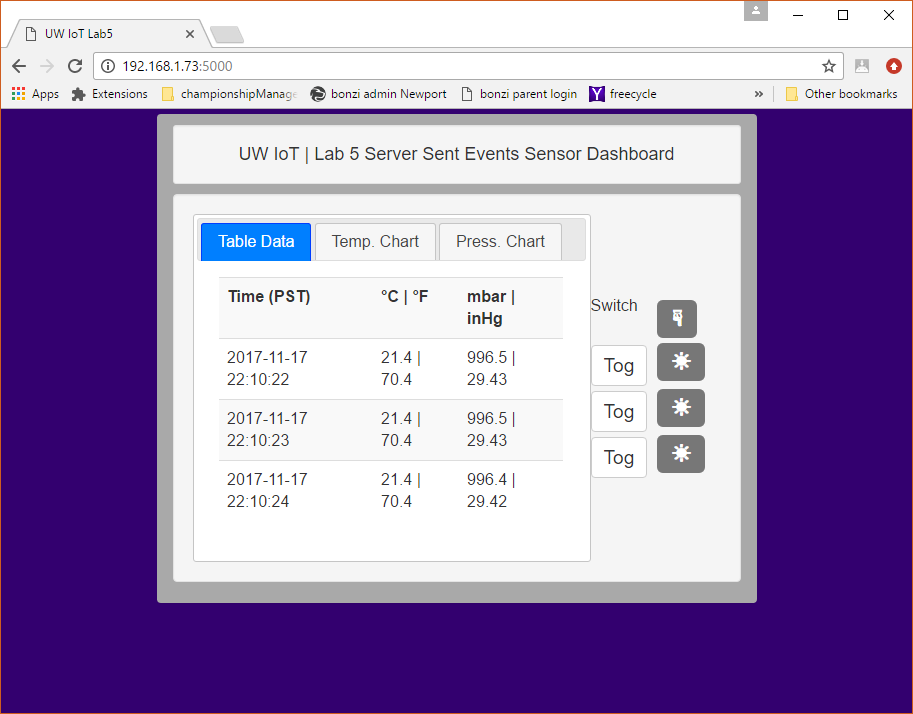 UW IoT Lab5
192.168.1.73:5000
Apps Extensions championshipManage bonzi admin Newport bonzi parent login Y freecycle » Other bookmarks
UW IoT | Lab 5 Server Sent Events Sensor Dashboard
Table Data Temp. Chart Press. Chart
Time (PST) °C | °F mbar |
inHg
2017-11-17 21.4 | 996.5 |
22:10:22 70.4 29.43
2017-11-17 21.4 | 996.5 |
22:10:23 70.4 29.43
2017-11-17 21.4 | 996.4 |
22:10:24 70.4 29.42
Switch
Tog
Tog
Tog